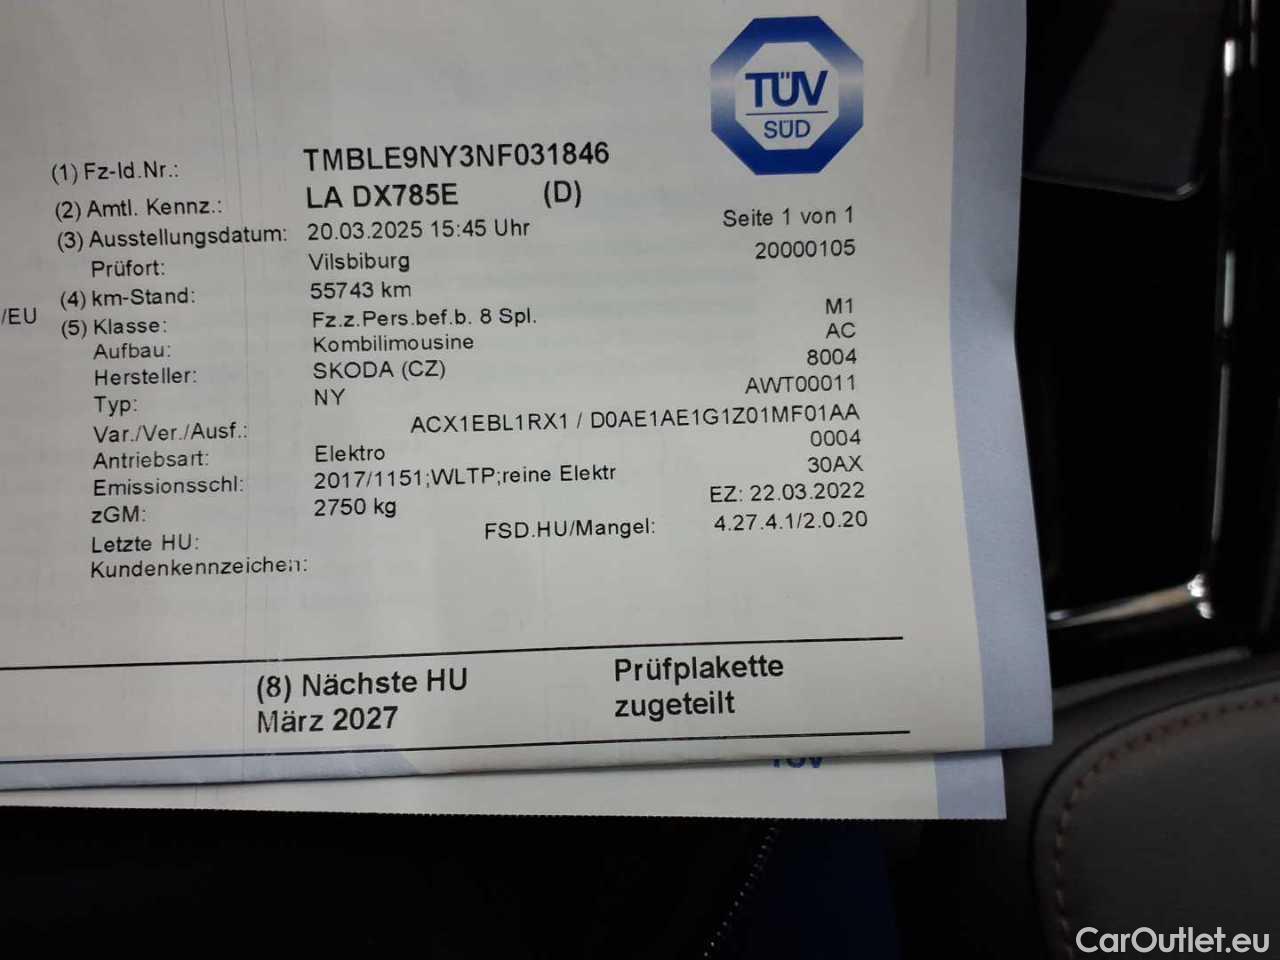 TÜV
SÜD
(1) Fz-Id.Nr.: TMBLE9NY3NF031846
(2) Amtl. Kennz.: LA DX785E (D)
(3) Ausstellungsdatum: 20.03.2025 15:45 Uhr Seite 1 von 1
Prüfort: Vilsbiburg 20000105
/EU (4) km-Stand: 55743 km
(5) Klasse: Fz.z.Pers.bef.b. 8 Spl. M1
Aufbau: Kombilimousine AC
Hersteller: SKODA (CZ) 8004
Typ: NY AWT00011
Var./Ver./Ausf.: ACX1EBL1RX1 / D0AE1AE1G1Z01MF01AA
Antriebsart: Elektro 0004
Emissionsschl: 2017/1151;WLTP;reine Elektr 30AX
zGM: 2750 kg EZ: 22.03.2022
Letzte HU: FSD.HU/Mangel: 4.27.4.1/2.0.20
Kundenkennzeichen:
(8) Nächste HU Prüfplakette
März 2027 zugeteilt
TÜV
CarOutlet.eu